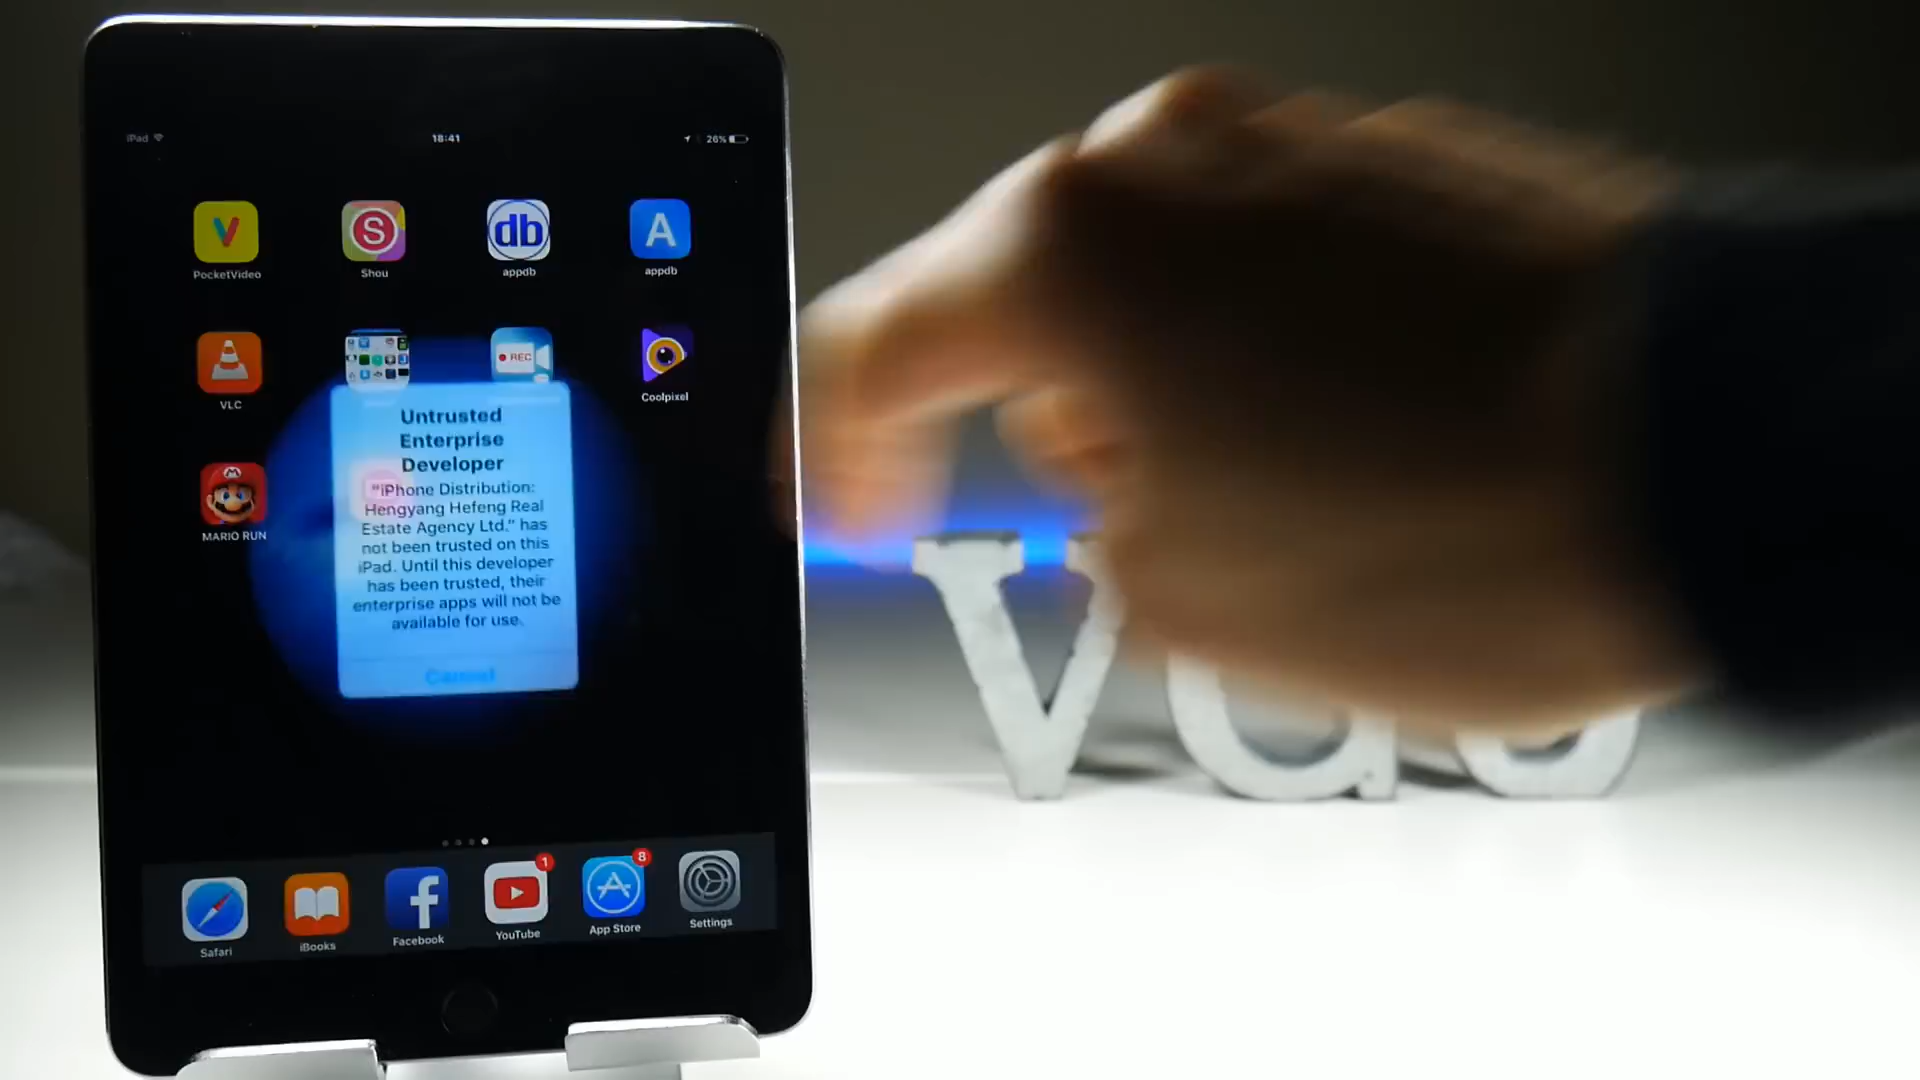 iPad
18:41
26%
V
S
db
A
PocketVideo
Shou
appdb
appdb
REC
VLC
Coolpixel
Untrusted
Enterprise
Developer
"iPhone Distribution:
Hengyang Hefeng Real
Estate Agency Ltd." has
not been trusted on this
iPad. Until this developer
has been trusted, their
enterprise apps will not be
available for use.
Cancel
M
MARIO RUN
1
8
f
Safari
iBooks
Facebook
YouTube
App Store
Settings
V